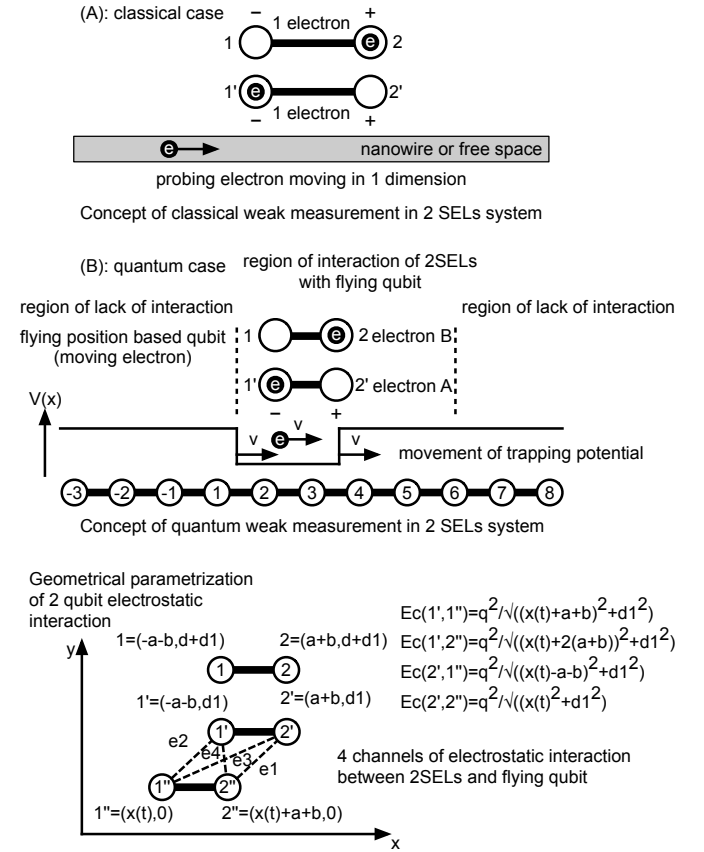 (A): classical case
− +
1 electron
1 e 2
1' e 2'
1 electron
− +
e nanowire or free space
probing electron moving in 1 dimension
Concept of classical weak measurement in 2 SELs system
(B): quantum case
region of interaction of 2SELs
with flying qubit
region of lack of interaction
region of lack of interaction
flying position based qubit
(moving electron)
1 e 2 electron B
1' e 2' electron A
− +
V(x)
v e v v
movement of trapping potential
-3 -2 -1 1 2 3 4 5 6 7 8
Concept of quantum weak measurement in 2 SELs system
Geometrical parametrization
of 2 qubit electrostatic
interaction
Ec(1',1")=q^2/√((x(t)+a+b)^2+d1^2)
Ec(1',2")=q^2/√((x(t)+2(a+b))^2+d1^2)
Ec(2',1")=q^2/√((x(t)-a-b)^2+d1^2)
Ec(2',2")=q^2/√((x(t)^2+d1^2)
y
1=(-a-b,d+d1) 2=(a+b,d+d1)
1 2
1'=(-a-b,d1) 2'=(a+b,d1)
1' 2'
e2 e4 e3 e1
1" 2"
1"=(x(t),0) 2"=(x(t)+a+b,0)
x
4 channels of electrostatic interaction
between 2SELs and flying qubit